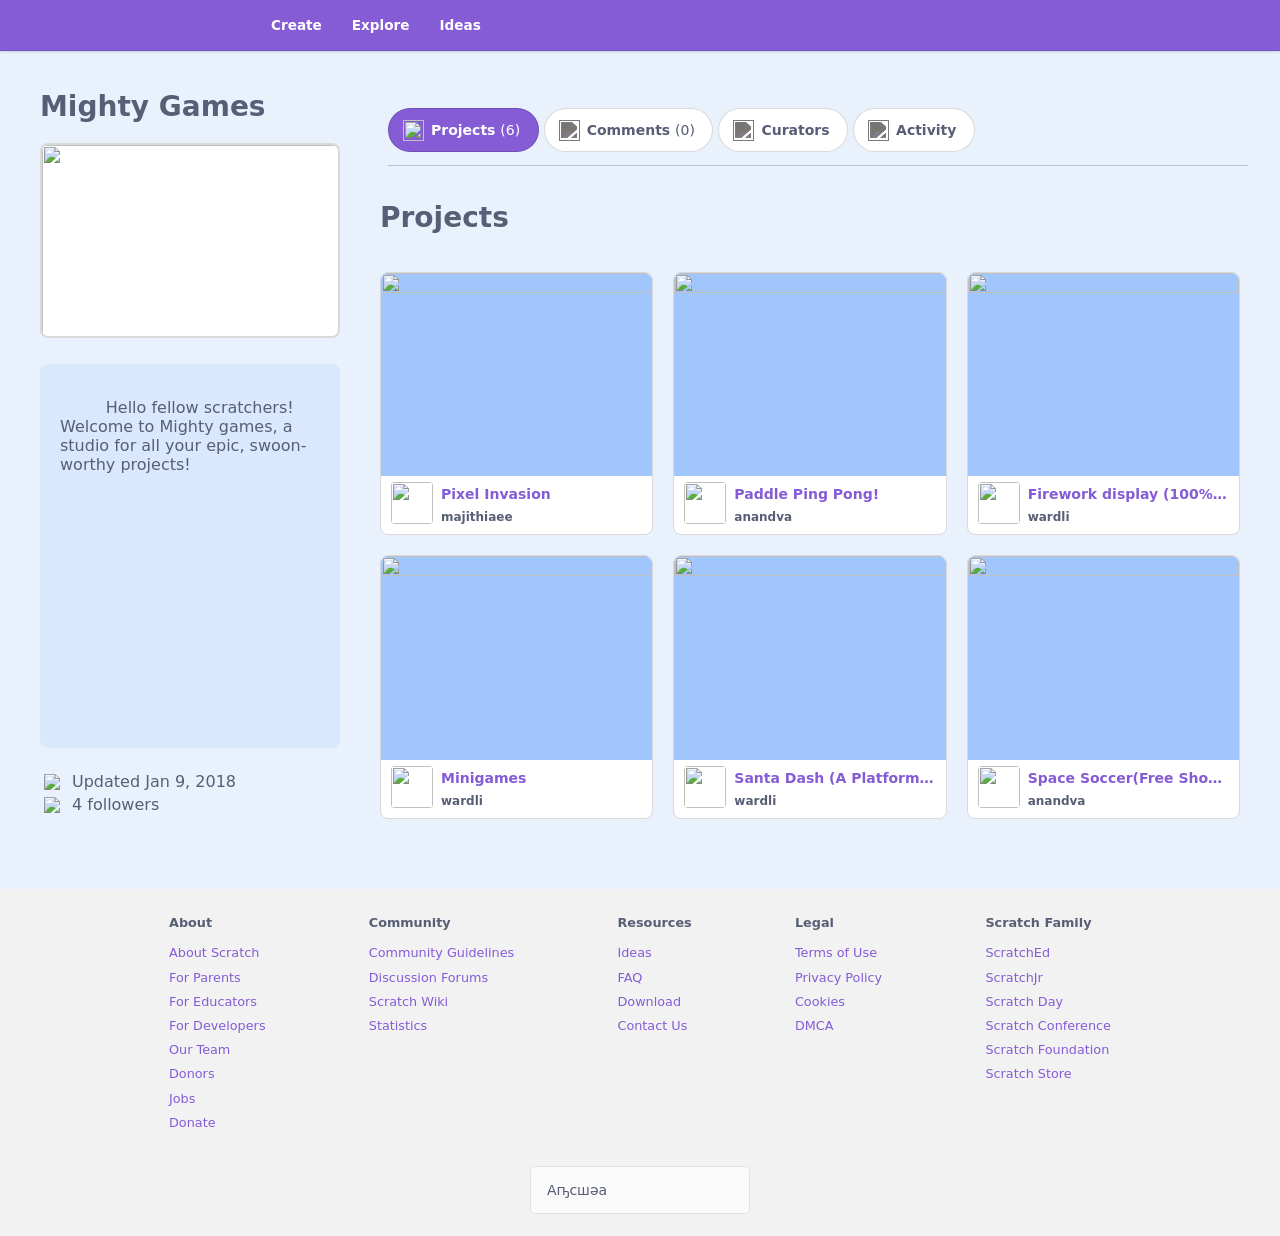 Create Explore Ideas
Mighty Games
Projects (6)
Comments (0)
Curators
Activity
Projects
Hello fellow scratchers!
Welcome to Mighty games, a
studio for all your epic, swoon-
worthy projects!
Updated Jan 9, 2018
4 followers
Pixel Invasion
majithiaee
Paddle Ping Pong!
anandva
Firework display (100%...
wardli
Minigames
wardli
Santa Dash (A Platform...
wardli
Space Soccer(Free Sho...
anandva
About
About Scratch
For Parents
For Educators
For Developers
Our Team
Donors
Jobs
Donate
Community
Community Guidelines
Discussion Forums
Scratch Wiki
Statistics
Resources
Ideas
FAQ
Download
Contact Us
Legal
Terms of Use
Privacy Policy
Cookies
DMCA
Scratch Family
ScratchEd
ScratchJr
Scratch Day
Scratch Conference
Scratch Foundation
Scratch Store
Аҧсшәа